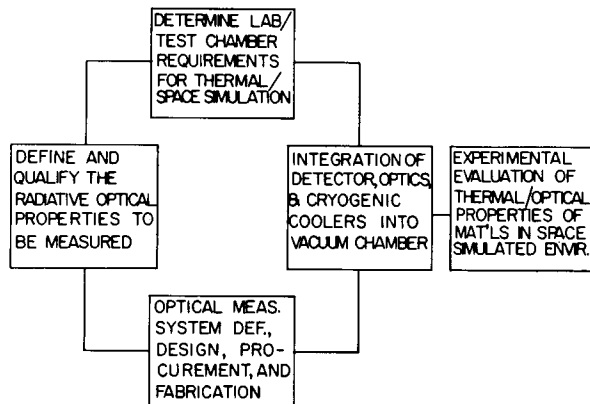 DETERMINE LAB/
TEST CHAMBER
REQUIREMENTS
FOR THERMAL/
SPACE SIMULATION
DEFINE AND
QUALIFY THE
RADIATIVE OPTICAL
PROPERTIES TO
BE MEASURED
INTEGRATION OF
DETECTOR, OPTICS,
& CRYOGENIC
COOLERS INTO
VACUUM CHAMBER
EXPERIMENTAL
EVALUATION OF
THERMAL/OPTICAL
PROPERTIES OF
MAT'LS IN SPACE
SIMULATED ENVIR.
OPTICAL MEAS.
SYSTEM DEF.,
DESIGN, PRO-
CUREMENT, AND
FABRICATION